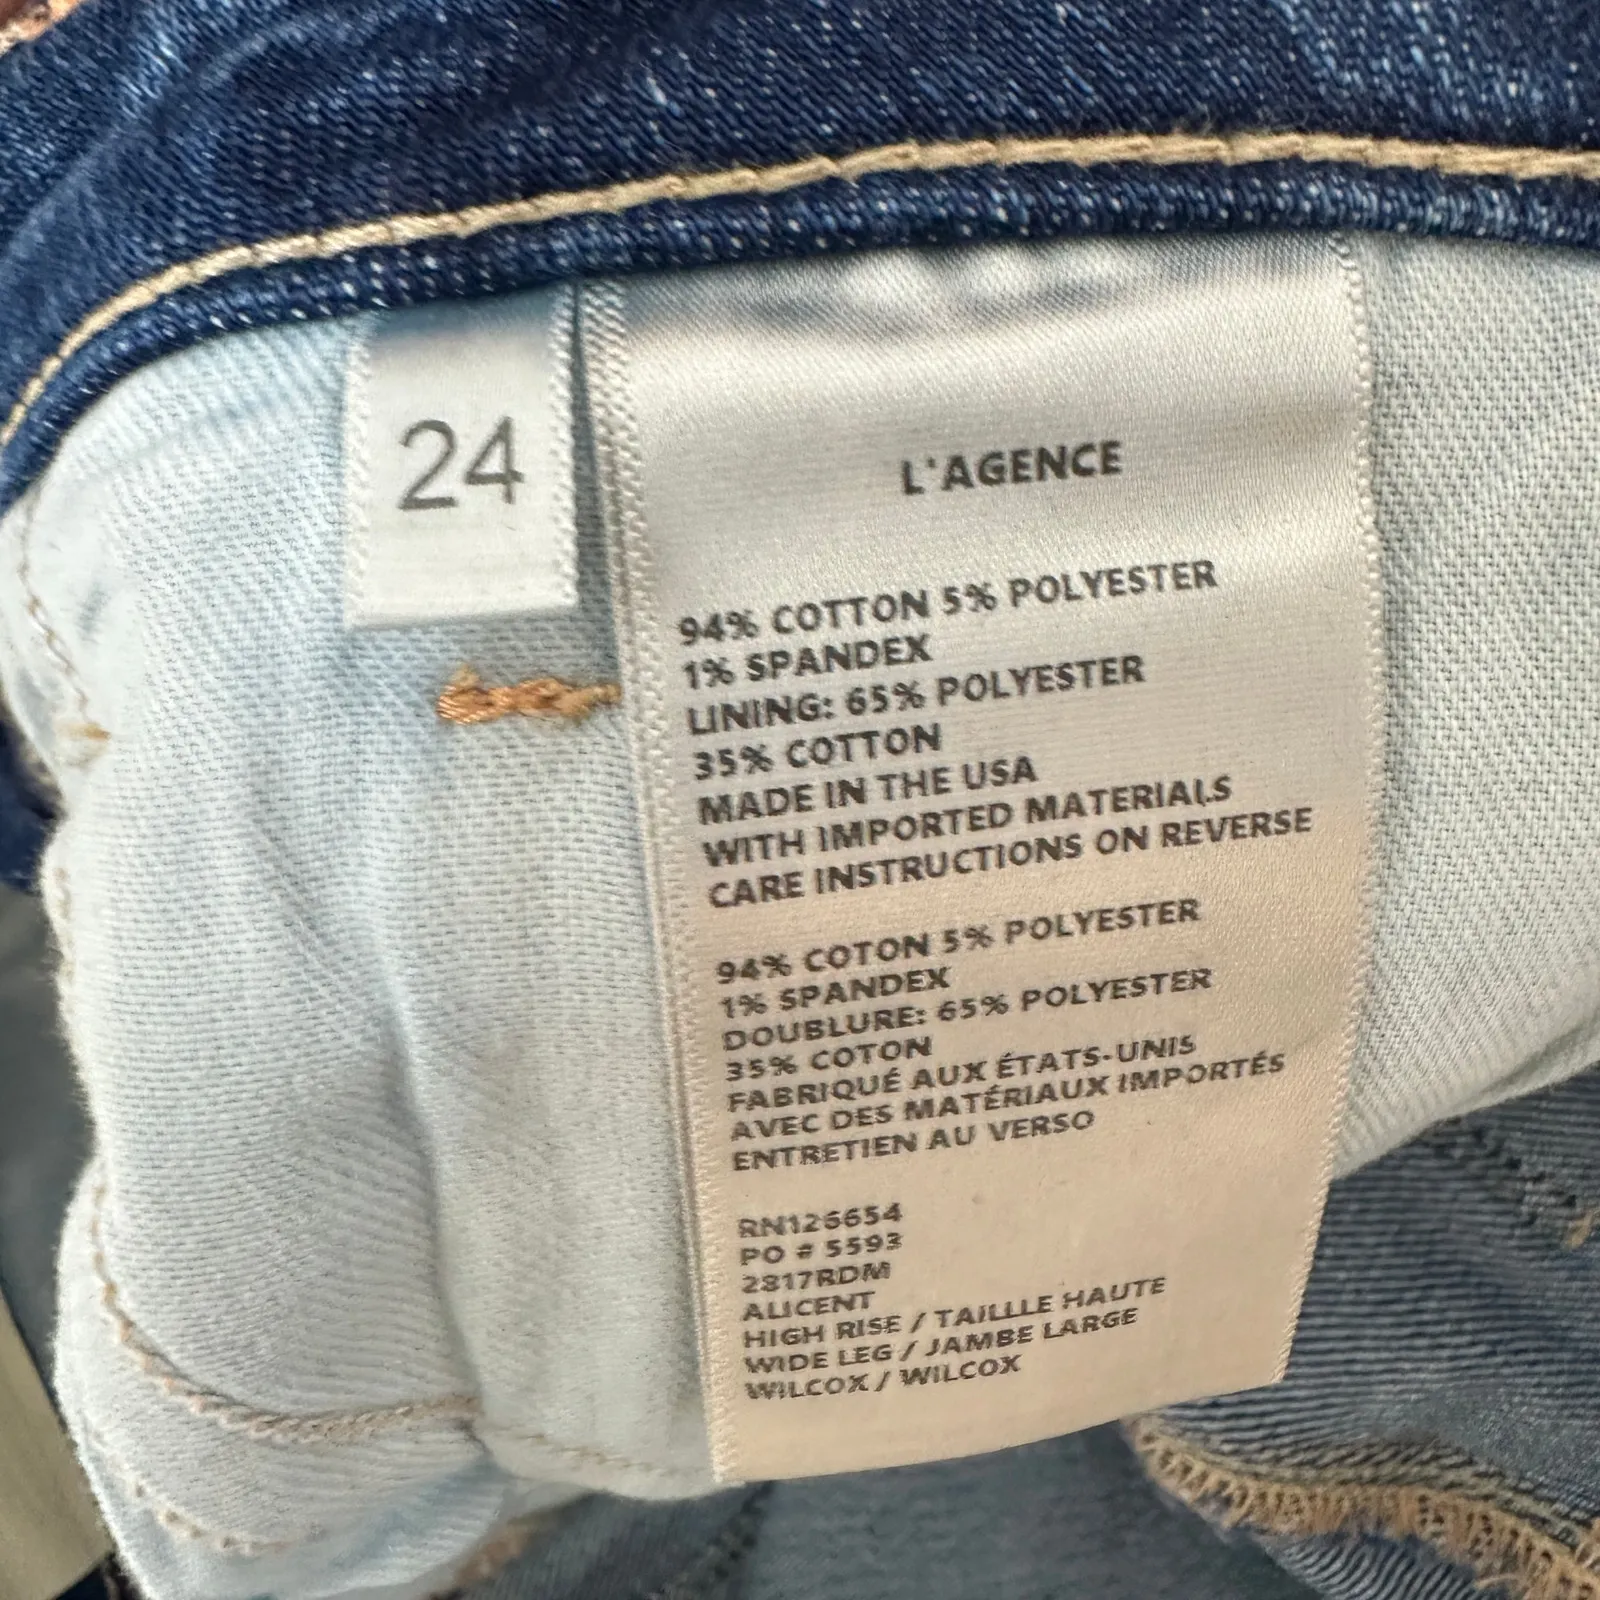 24
L'AGENCE
94% COTTON 5% POLYESTER
1% SPANDEX
LINING: 65% POLYESTER
35% COTTON
MADE IN THE USA
WITH IMPORTED MATERIALS
CARE INSTRUCTIONS ON REVERSE
94% COTON 5% POLYESTER
1% SPANDEX
DOUBLURE: 65% POLYESTER
35% COTON
FABRIQUÉ AUX ÉTATS-UNIS
AVEC DES MATÉRIAUX IMPORTÉS
ENTRETIEN AU VERSO
RN126654
PO # 5593
2817RDM
ALICENT
HIGH RISE / TAILLLE HAUTE
WIDE LEG / JAMBE LARGE
WILCOX / WILCOX